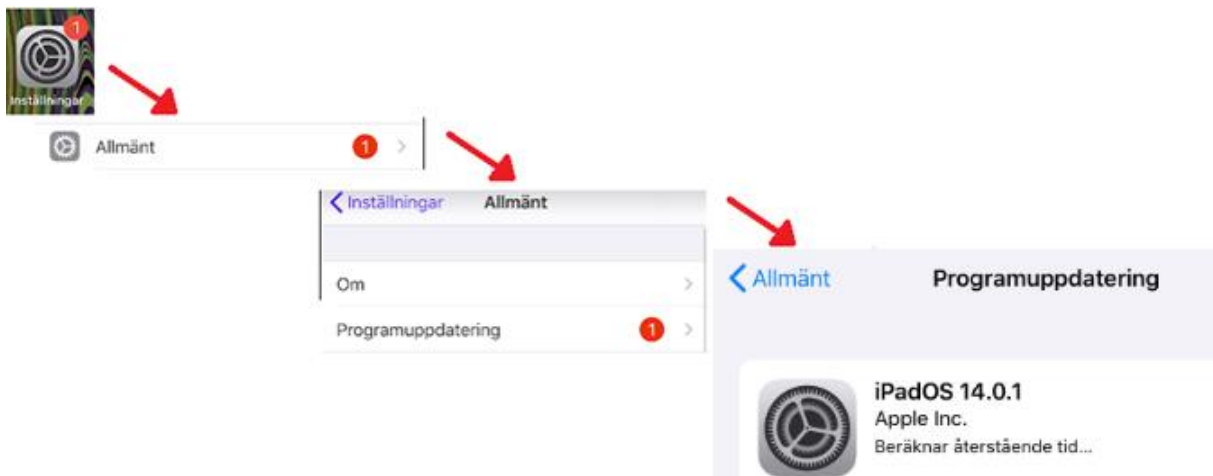 1
Inställningar
Allmänt 1
Inställningar Allmänt
Om
Programuppdatering 1
Allmänt Programuppdatering
iPadOS 14.0.1
Apple Inc.
Beräknar återstående tid...